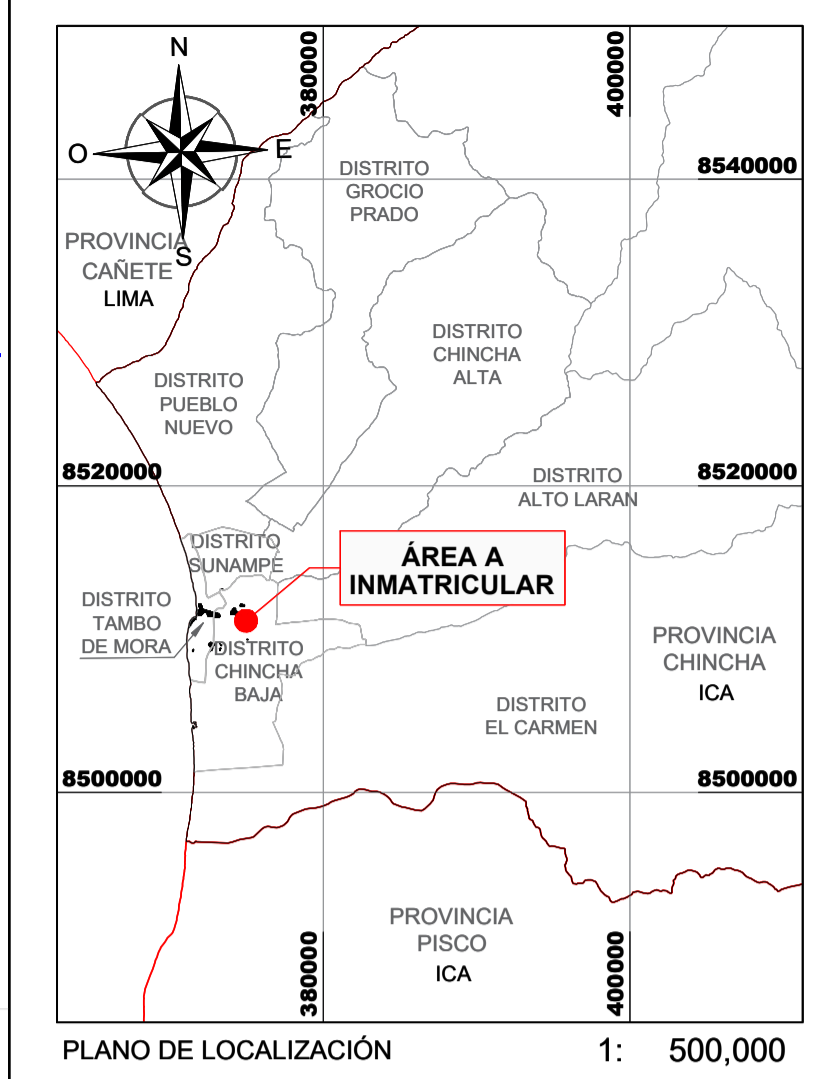 N
O
E
S
380000
400000
8540000
DISTRITO
GROCIO
PRADO
PROVINCIA
CAÑETE
LIMA
DISTRITO
CHINCHA
ALTA
DISTRITO
PUEBLO
NUEVO
8520000
8520000
DISTRITO
ALTO LARAN
DISTRITO
SUNAMPE
ÁREA A
INMATRICULAR
DISTRITO
TAMBO
DE MORA
DISTRITO
CHINCHA
BAJA
PROVINCIA
CHINCHA
ICA
DISTRITO
EL CARMEN
8500000
8500000
PROVINCIA
PISCO
ICA
380000
400000
PLANO DE LOCALIZACIÓN 1: 500,000